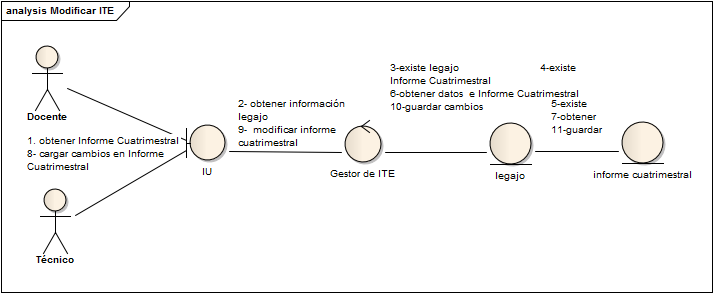 analysis Modificar ITE
Docente
1. obtener Informe Cuatrimestral
8- cargar cambios en Informe
Cuatrimestral
Técnico
IU
2- obtener información
legajo
9- modificar informe
cuatrimestral
Gestor de ITE
3-existe legajo
Informe Cuatrimestral
6-obtener datos e Informe Cuatrimestral
10-guardar cambios
4-existe
5-existe
7-obtener
11-guardar
legajo
informe cuatrimestral